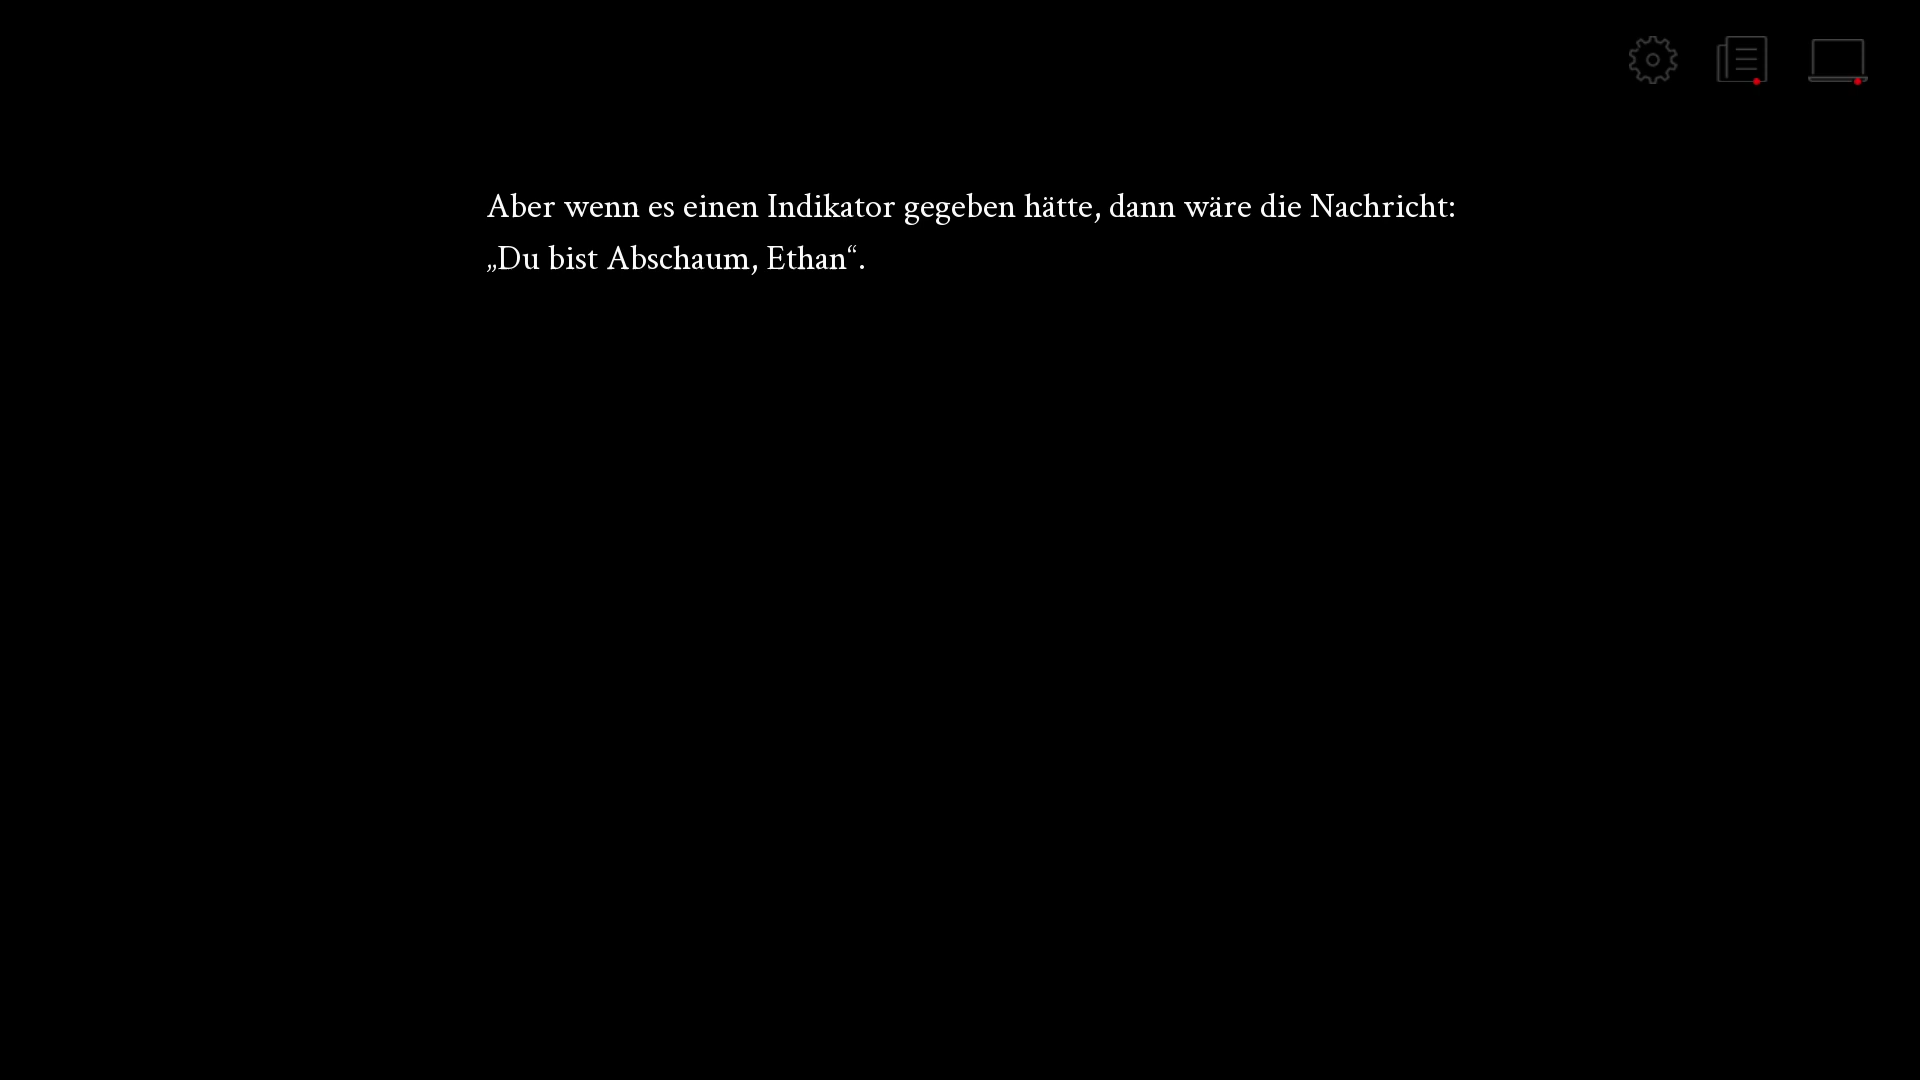 Aber wenn es einen Indikator gegeben hätte, dann wäre die Nachricht:
„Du bist Abschaum, Ethan“.